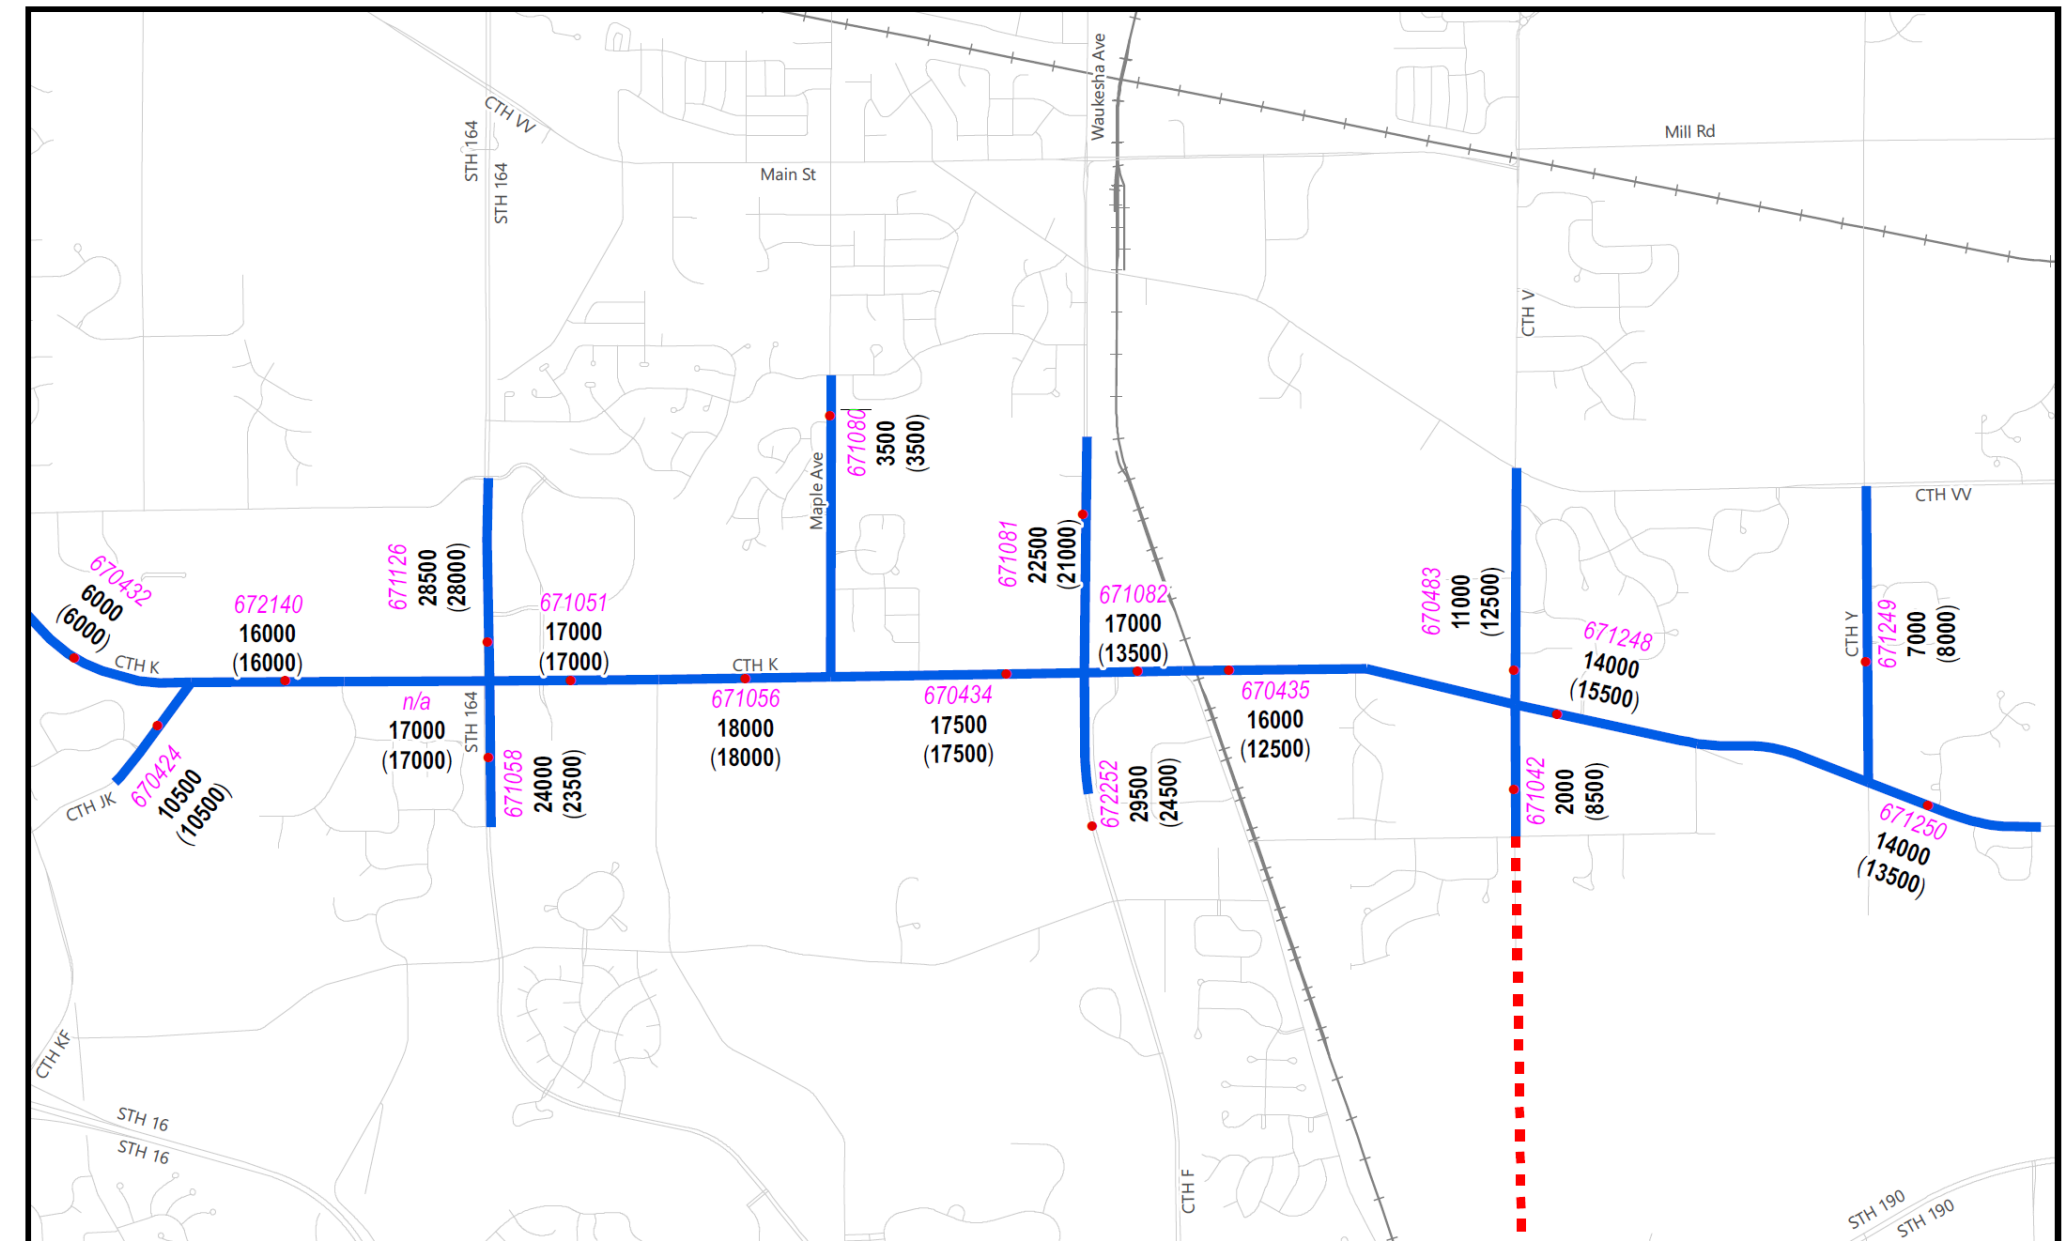 Waukesha Ave
CTH VV
STH 164
STH 164
Mill Rd
Main St
CTH V
671080
3500
(3500)
Maple Ave
CTH VV
671081
22500
(21000)
671126
28500
(28000)
670432
6000
(6000)
672140
16000
(16000)
671051
17000
(17000)
671082
17000
(13500)
670483
11000
(12500)
671248
14000
(15500)
CTH Y
671249
7000
(8000)
CTH K
CTH K
n/a
17000
(17000)
STH 164
671056
18000
(18000)
670434
17500
(17500)
670435
16000
(12500)
CTH JK
670424
10500
(10500)
671058
24000
(23500)
672252
29500
(24500)
671042
2000
(8500)
671250
14000
(13500)
CTH KF
STH 16
STH 16
CTH F
STH 190
STH 190